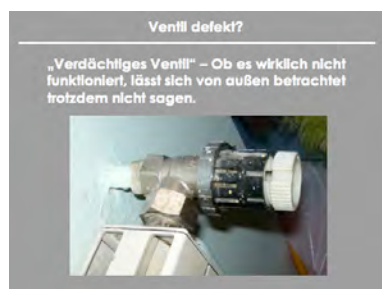 Ventil defekt?
„Verdächtiges Ventil“ – Ob es wirklich nicht
funktioniert, lässt sich von außen betrachtet
trotzdem nicht sagen.